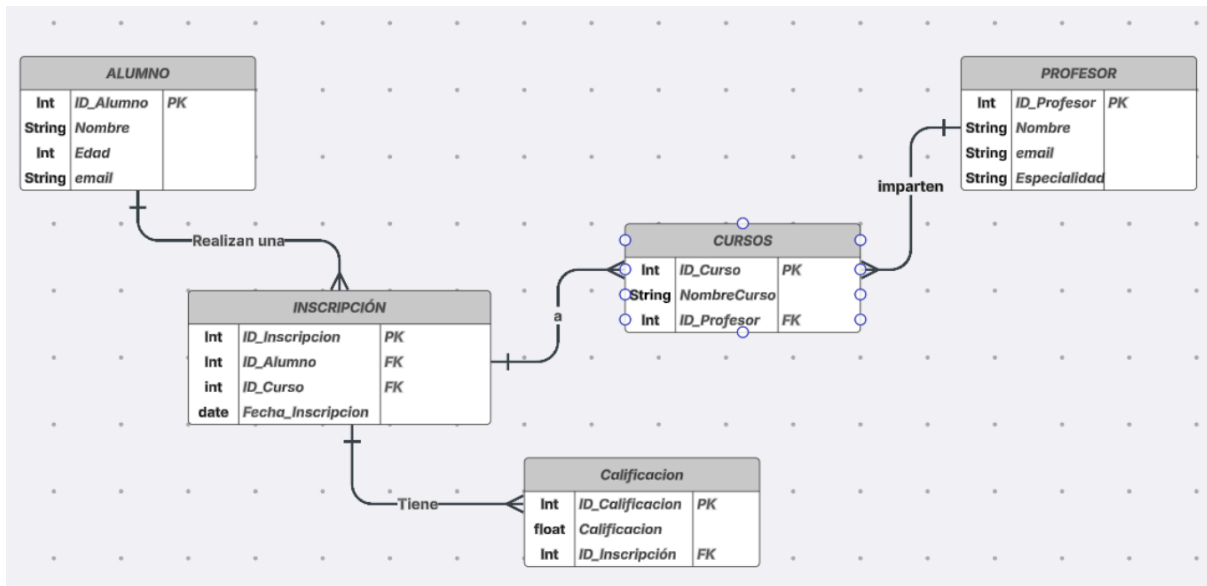 ALUMNO
Int ID_Alumno PK
String Nombre
Int Edad
String email
PROFESOR
Int ID_Profesor PK
String Nombre
String email
String Especialidad
imparten
Realizan una
CURSOS
Int ID_Curso PK
String NombreCurso
Int ID_Profesor FK
a
INSCRIPCIÓN
Int ID_Inscripcion PK
Int ID_Alumno FK
int ID_Curso FK
date Fecha_Inscripcion
Tiene
Calificacion
Int ID_Calificacion PK
float Calificacion
Int ID_Inscripción FK